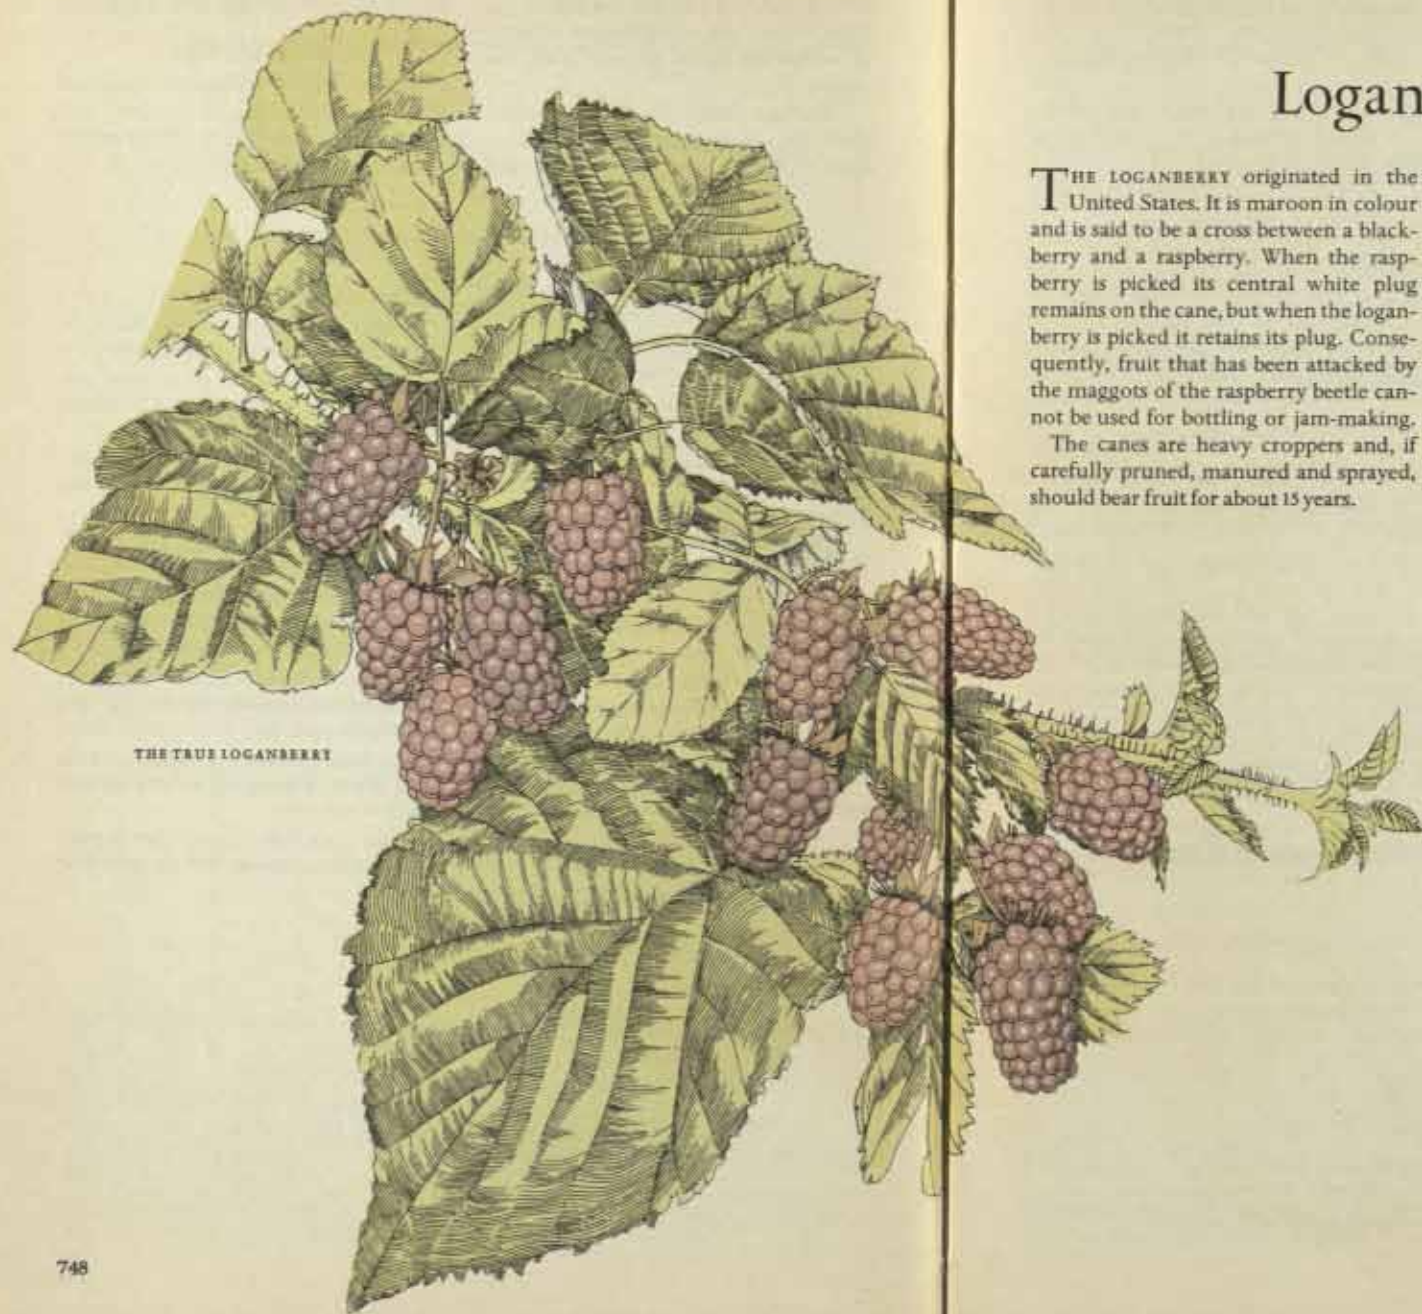 THE TRUE LOGANBERRY
748
Logan
THE LOGANBERRY originated in the
United States. It is maroon in colour
and is said to be a cross between a black-
berry and a raspberry. When the rasp-
berry is picked its central white plug
remains on the cane, but when the logan-
berry is picked it retains its plug. Conse-
quently, fruit that has been attacked by
the maggots of the raspberry beetle can-
not be used for bottling or jam-making.
The canes are heavy croppers and, if
carefully pruned, manured and sprayed,
should bear fruit for about 15 years.